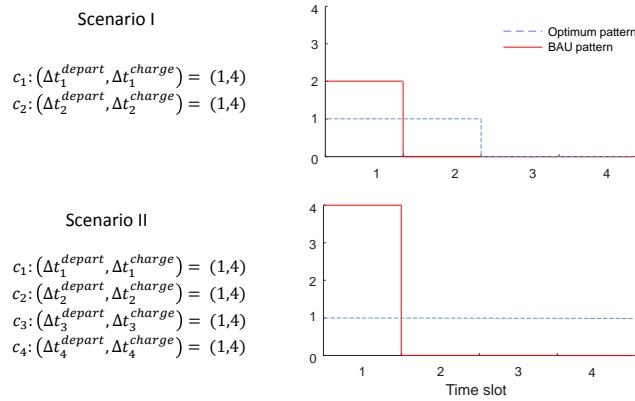 Scenario I
c₁: (Δt₁^depart, Δt₁^charge) = (1,4)
c₂: (Δt₂^depart, Δt₂^charge) = (1,4)
4
3
2
1
0
1 2 3 4
Optimum pattern
BAU pattern
Scenario II
c₁: (Δt₁^depart, Δt₁^charge) = (1,4)
c₂: (Δt₂^depart, Δt₂^charge) = (1,4)
c₃: (Δt₃^depart, Δt₃^charge) = (1,4)
c₄: (Δt₄^depart, Δt₄^charge) = (1,4)
4
3
2
1
0
1 2 3 4
Time slot